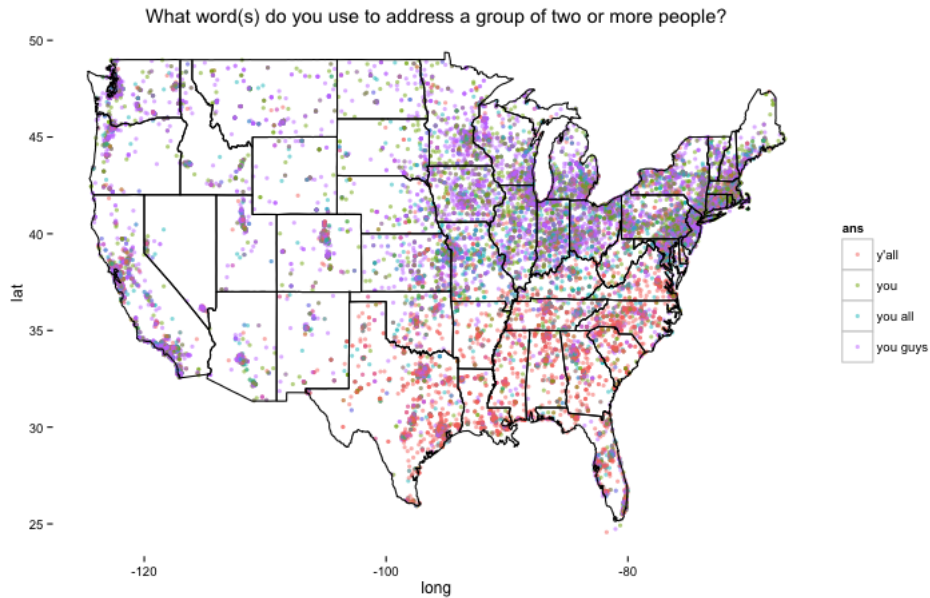 What word(s) do you use to address a group of two or more people?
50
45
40
35
30
25
lat
-120
-100
-80
long
ans
y'all
you
you all
you guys